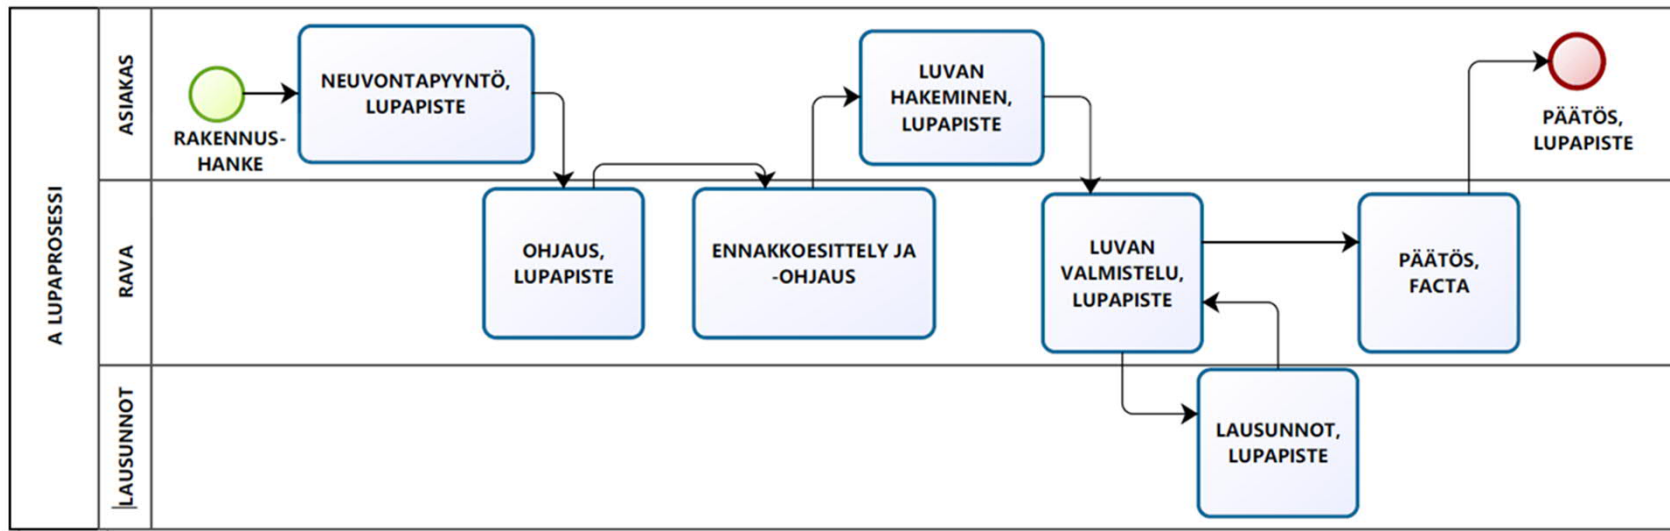 A LUPAPROSESSI
ASIAKAS
RAKENNUS-
HANKE
NEUVONTAPYYNTÖ,
LUPAPISTE
LUVAN
HAKEMINEN,
LUPAPISTE
PÄÄTÖS,
LUPAPISTE
RAVA
OHJAUS,
LUPAPISTE
ENNAKKOESITTELY JA
-OHJAUS
LUVAN
VALMISTELU,
LUPAPISTE
PÄÄTÖS,
FACTA
LAUSUNNOT
LAUSUNNOT,
LUPAPISTE